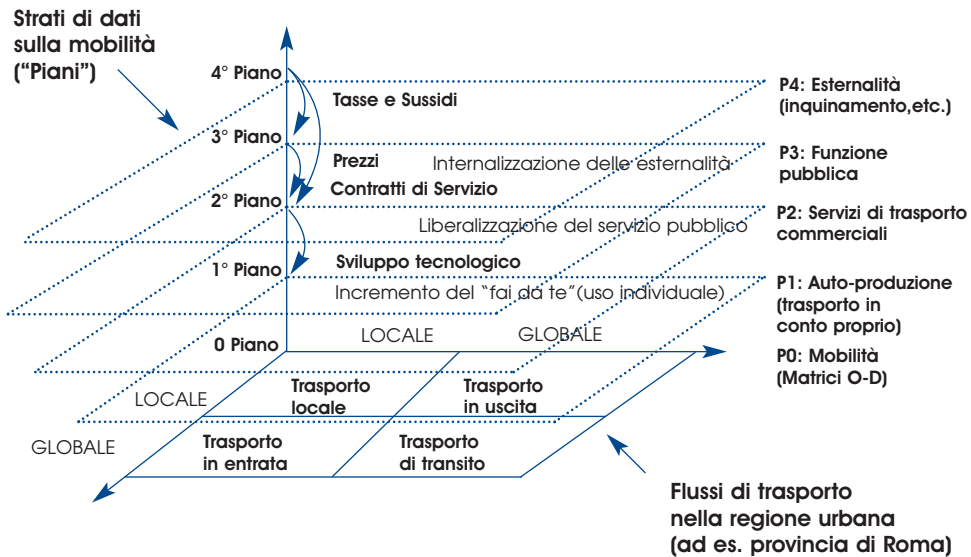 Strati di dati
sulla mobilità
("Piani")
4° Piano
Tasse e Sussidi
P4: Esternalità
(inquinamento,etc.)
3° Piano
Prezzi
Internalizzazione delle esternalità
P3: Funzione
pubblica
Contratti di Servizio
2° Piano
Liberalizzazione del servizio pubblico
P2: Servizi di trasporto
commerciali
Sviluppo tecnologico
1° Piano
Incremento del “fai da te”(uso individuale)
P1: Auto-produzione
(trasporto in
conto proprio)
0 Piano
LOCALE
GLOBALE
P0: Mobilità
(Matrici O-D)
LOCALE
Trasporto
locale
Trasporto
in uscita
GLOBALE
Trasporto
in entrata
Trasporto
di transito
Flussi di trasporto
nella regione urbana
(ad es. provincia di Roma)